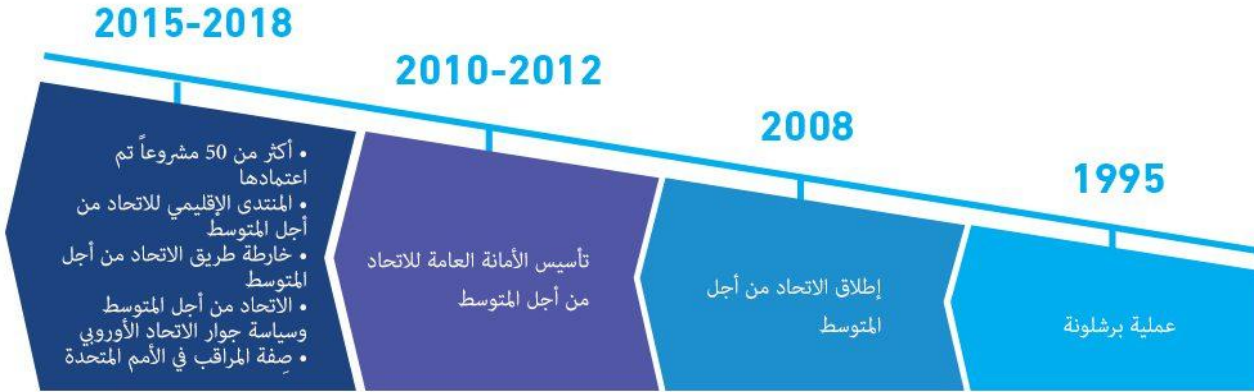 1995
عملية برشلونة
2008
إطلاق الاتحاد من أجل
المتوسط
2010-2012
تأسيس الأمانة العامة للاتحاد
من أجل المتوسط
2015-2018
• أكثر من 50 مشروعاً تم
اعتمادها
• المنتدى الإقليمي للاتحاد من
أجل المتوسط
• خارطة طريق الاتحاد من أجل
المتوسط
• الاتحاد من أجل المتوسط
وسياسة جوار الاتحاد الأوروبي
• صِفة المراقب في الأمم المتحدة